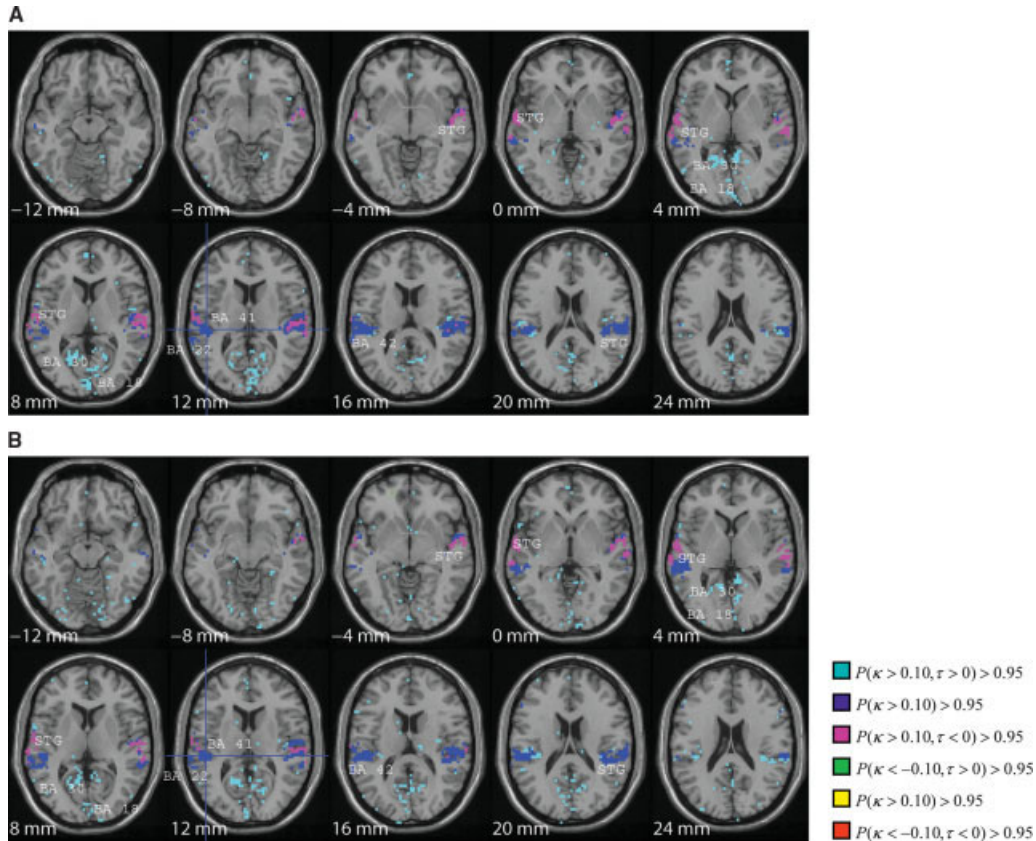 A
STG
STG
STG
BA 30
BA 18
−12 mm
−8 mm
−4 mm
0 mm
4 mm
STG
BA 41
BA 42
STG
BA 22
BA 30
BA 18
8 mm
12 mm
16 mm
20 mm
24 mm
B
STG
STG
STG
BA 30
BA 18
−12 mm
−8 mm
−4 mm
0 mm
4 mm
STG
BA 41
BA 42
STG
BA 22
BA 30
BA 18
8 mm
12 mm
16 mm
20 mm
24 mm
P(κ > 0.10, τ > 0) > 0.95
P(κ > 0.10) > 0.95
P(κ > 0.10, τ < 0) > 0.95
P(κ < −0.10, τ > 0) > 0.95
P(κ > 0.10) > 0.95
P(κ < −0.10, τ < 0) > 0.95